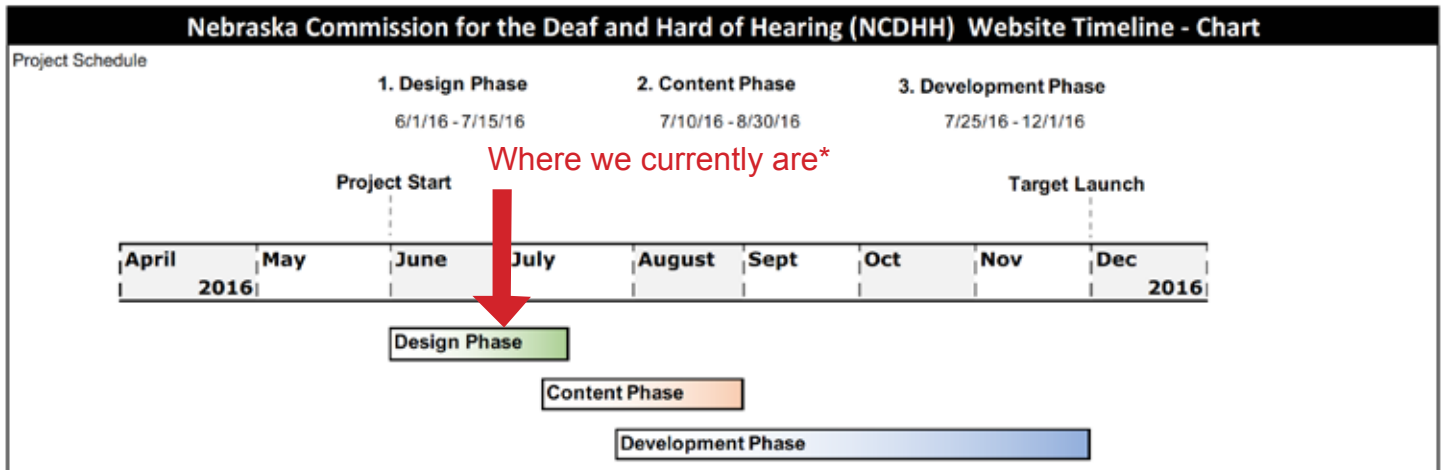 Nebraska Commission for the Deaf and Hard of Hearing (NCDHH) Website Timeline - Chart
Project Schedule
1. Design Phase 2. Content Phase 3. Development Phase
6/1/16 - 7/15/16 7/10/16 - 8/30/16 7/25/16 - 12/1/16
Where we currently are*
Project Start Target Launch
April May June July August Sept Oct Nov Dec
2016 2016
Design Phase
Content Phase
Development Phase